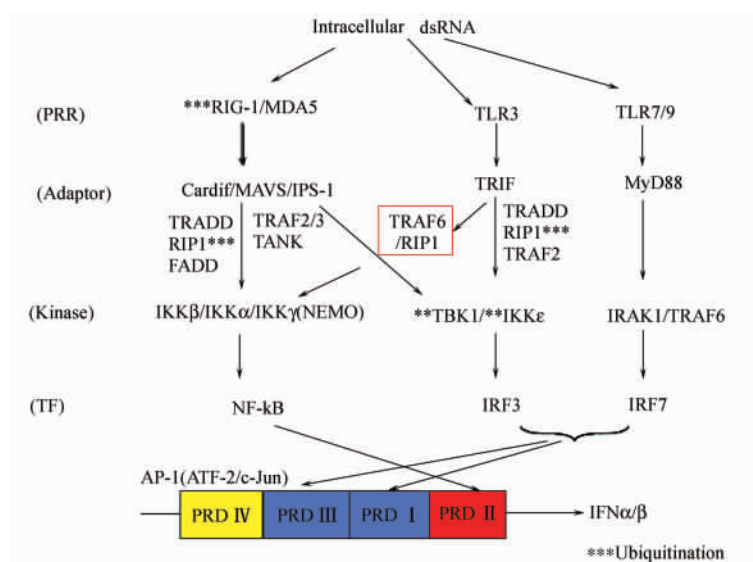 Intracellular dsRNA
(PRR) ***RIG-1/MDA5 TLR3 TLR7/9
(Adaptor) Cardif/MAVS/IPS-1 TRIF MyD88
TRADD TRAF2/3 TRAF6 TRADD
RIP1*** TANK /RIP1 RIP1***
FADD TRAF2
(Kinase) IKKβ/IKKα/IKKγ(NEMO) **TBK1/**IKKε IRAK1/TRAF6
(TF) NF-kB IRF3 IRF7
AP-1(ATF-2/c-Jun)
PRD Ⅳ PRD Ⅲ PRD Ⅰ PRD Ⅱ IFNα/β
***Ubiquitination